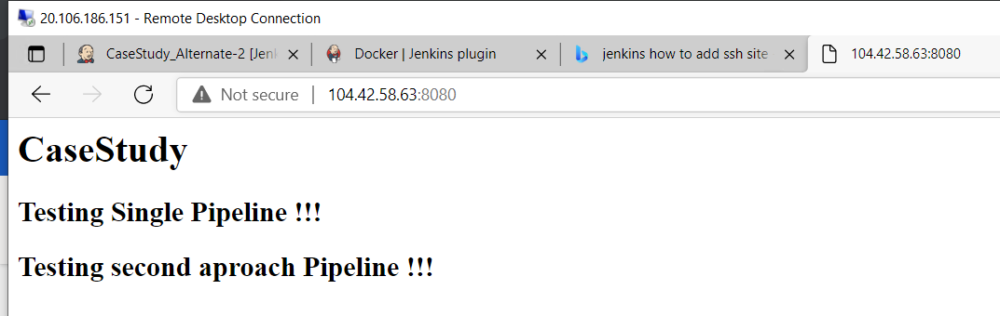 20.106.186.151 - Remote Desktop Connection
CaseStudy_Alternate-2 [Jen Docker | Jenkins plugin jenkins how to add ssh site 104.42.58.63:8080
Not secure 104.42.58.63:8080
CaseStudy
Testing Single Pipeline !!!
Testing second aproach Pipeline !!!